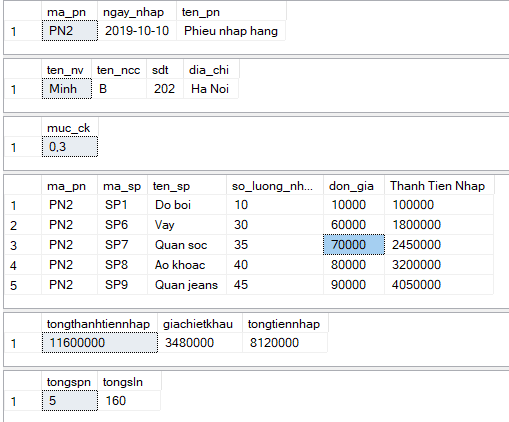 ma_pn ngay_nhap ten_pn
1 PN2 2019-10-10 Phieu nhap hang
ten_nv ten_ncc sdt dia_chi
1 Minh B 202 Ha Noi
muc_ck
1 0,3
ma_pn ma_sp ten_sp so_luong_nh... don_gia Thanh Tien Nhap
1 PN2 SP1 Do boi 10 10000 100000
2 PN2 SP6 Vay 30 60000 1800000
3 PN2 SP7 Quan soc 35 70000 2450000
4 PN2 SP8 Ao khoac 40 80000 3200000
5 PN2 SP9 Quan jeans 45 90000 4050000
tongthanhtiennhap giachietkhau tongtiennhap
1 11600000 3480000 8120000
tongspn tongsln
1 5 160